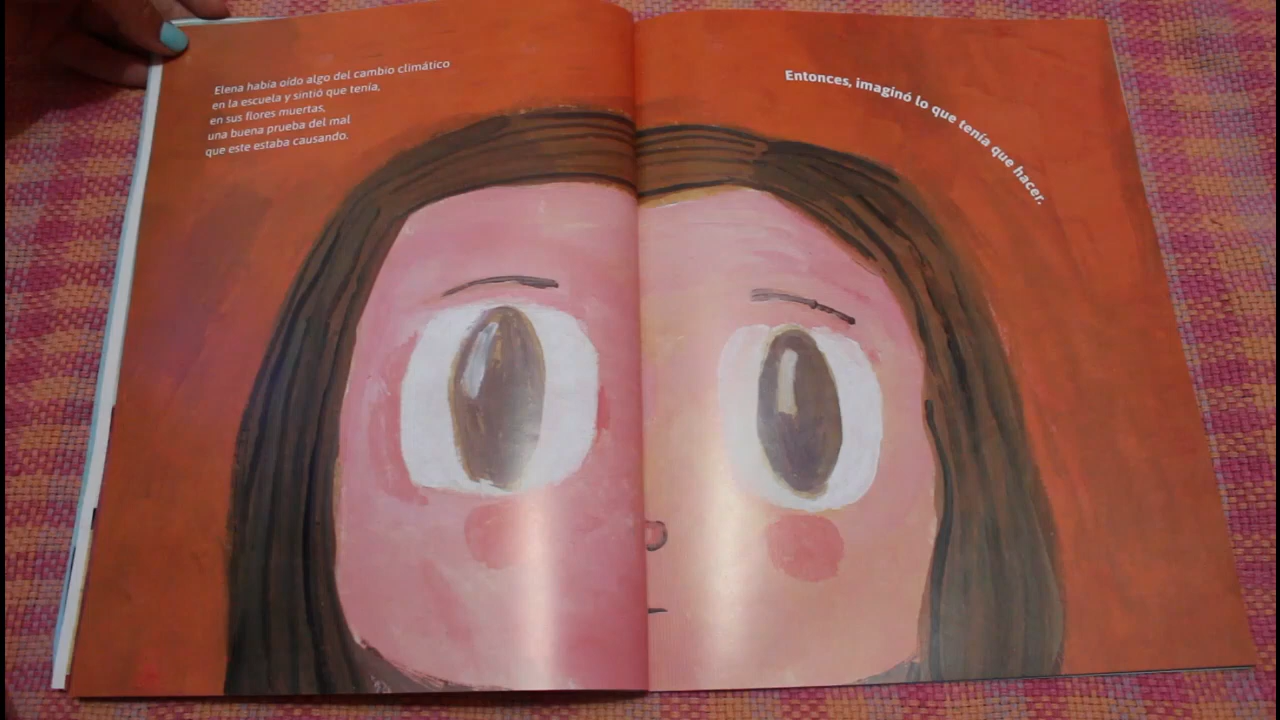 Elena había oído algo del cambio climático
en la escuela y sintió que tenía,
en sus flores muertas,
una buena prueba del mal
que este estaba causando.
Entonces, imaginó lo que tenía que hacer.